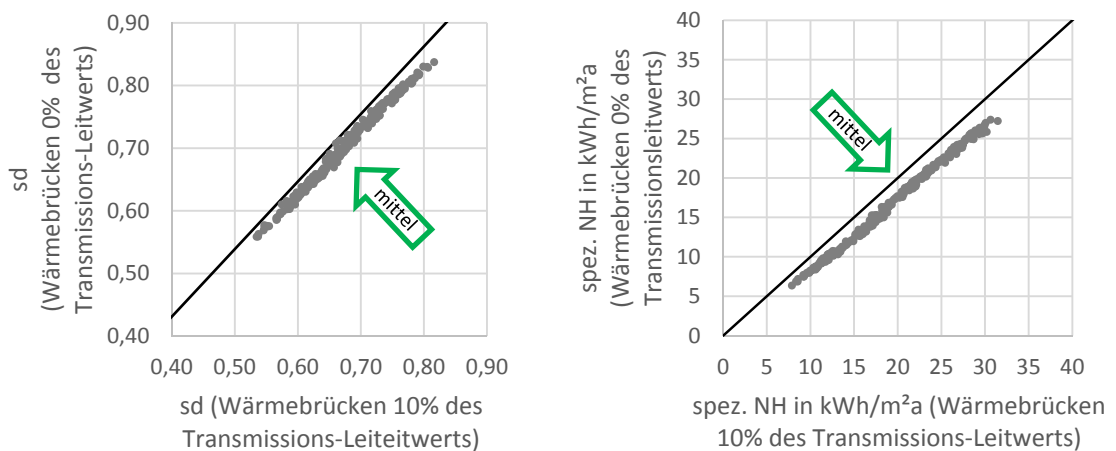 sd
(Wärmebrücken 0% des
Transmissions-Leitwerts)
0,90
0,80
0,70
0,60
0,50
0,40
0,40 0,50 0,60 0,70 0,80 0,90
mittel
sd (Wärmebrücken 10% des
Transmissions-Leiteitwerts)
spez. NH in kWh/m²a
(Wärmebrücken 0% des
Transmissionsleitwerts)
40
35
30
25
20
15
10
5
0
0 5 10 15 20 25 30 35 40
mittel
spez. NH in kWh/m²a (Wärmebrücken
10% des Transmissions-Leitwerts)